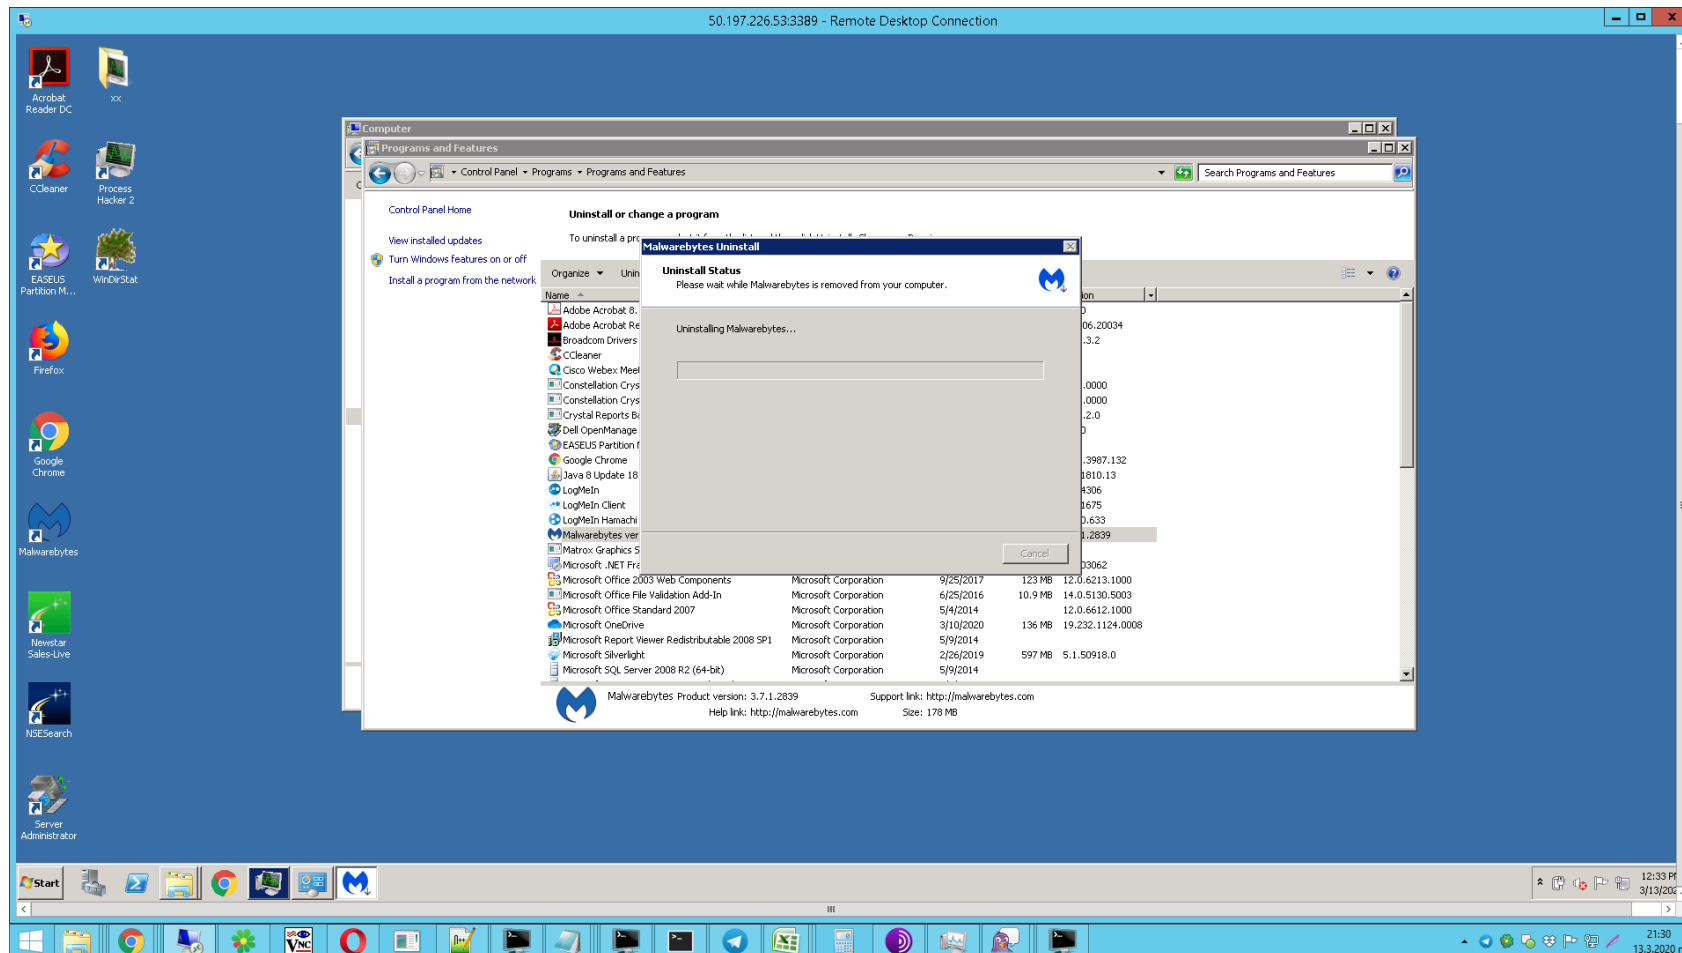 50.197.226.53:3389 - Remote Desktop Connection
Acrobat
Reader DC
xx
CCleaner
Process
Hacker 2
EASEUS
Partition M...
WinDirStat
Firefox
Google
Chrome
Malwarebytes
Newstar
Sales-Live
NSESearch
Server
Administrator
Computer
Programs and Features
Control Panel
Programs
Programs and Features
Search Programs and Features
Control Panel Home
View installed updates
Turn Windows features on or off
Install a program from the network
Uninstall or change a program
To uninstall a pro
Organize
Unin
Name
ion
Malwarebytes Uninstall
Uninstall Status
Please wait while Malwarebytes is removed from your computer.
Uninstalling Malwarebytes...
Cancel
Adobe Acrobat 8.
Adobe Acrobat Re 06.20034
Broadcom Drivers .3.2
CCleaner
Cisco Webex Meet
Constellation Crys .0000
Constellation Crys .0000
Crystal Reports Ba .2.0
Dell OpenManage
EASEUS Partition M
Google Chrome .3987.132
Java 8 Update 18 1810.13
LogMeIn 4306
LogMeIn Client 1675
LogMeIn Hamachi 0.633
Malwarebytes ver 1.2839
Matrox Graphics S
Microsoft .NET Fra 03062
Microsoft Office 2003 Web Components Microsoft Corporation 9/25/2017 123 MB 12.0.6213.1000
Microsoft Office File Validation Add-In Microsoft Corporation 6/25/2016 10.9 MB 14.0.5130.5003
Microsoft Office Standard 2007 Microsoft Corporation 5/4/2014 12.0.6612.1000
Microsoft OneDrive Microsoft Corporation 3/10/2020 136 MB 19.232.1124.0008
Microsoft Report Viewer Redistributable 2008 SP1 Microsoft Corporation 5/9/2014
Microsoft Silverlight Microsoft Corporation 2/26/2019 597 MB 5.1.50918.0
Microsoft SQL Server 2008 R2 (64-bit) Microsoft Corporation 5/9/2014
Malwarebytes Product version: 3.7.1.2839 Support link: http://malwarebytes.com
Help link: http://malwarebytes.com Size: 178 MB
Start
12:33 PM
3/13/202
VNC
21:30
13.3.2020 г